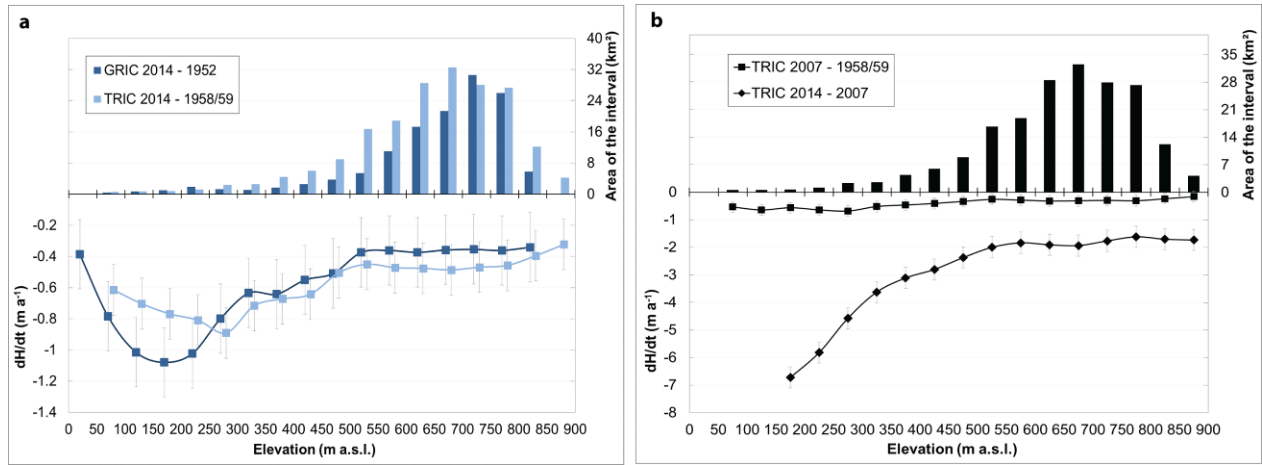 a
GRIC 2014 - 1952
TRIC 2014 - 1958/59
40
32
24
16
8
0
Area of the interval (km²)
-0.2
-0.4
-0.6
-0.8
-1
-1.2
-1.4
dH/dt (m a⁻¹)
0 50 100 150 200 250 300 350 400 450 500 550 600 650 700 750 800 850 900
Elevation (m a.s.l.)
b
TRIC 2007 - 1958/59
TRIC 2014 - 2007
35
28
21
14
7
0
Area of the interval (km²)
0
-1
-2
-3
-4
-5
-6
-7
-8
dH/dt (m a⁻¹)
0 50 100 150 200 250 300 350 400 450 500 550 600 650 700 750 800 850 900
Elevation (m a.s.l.)